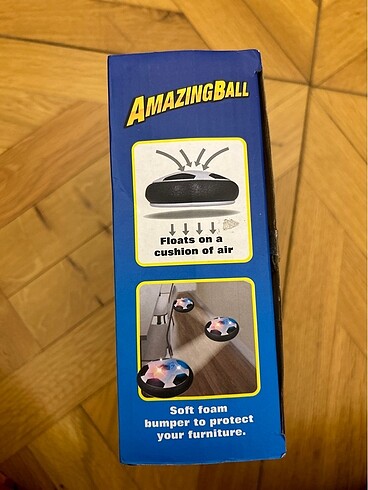 AMAZINGBALL
Floats on a
cushion of air
Soft foam
bumper to protect
your furniture.